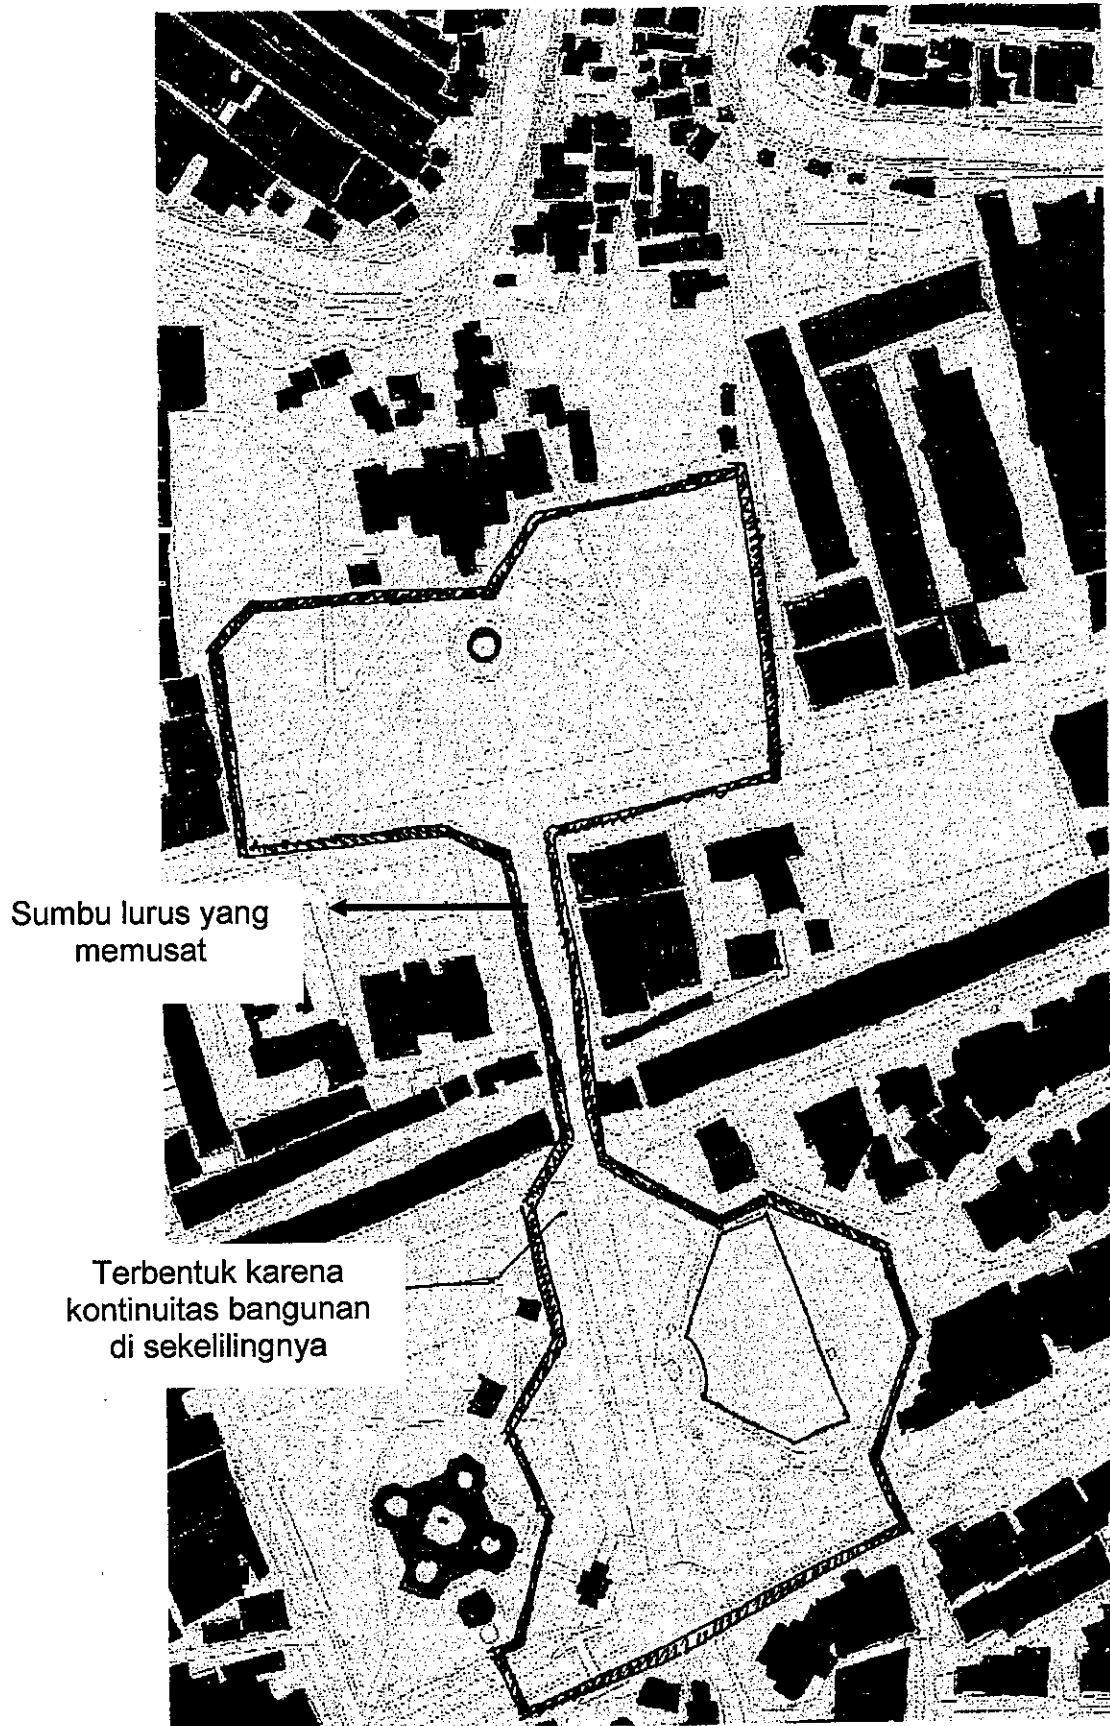 Sumbu lurus yang
memusat
Terbentuk karena
kontinuitas bangunan
di sekelilingnya